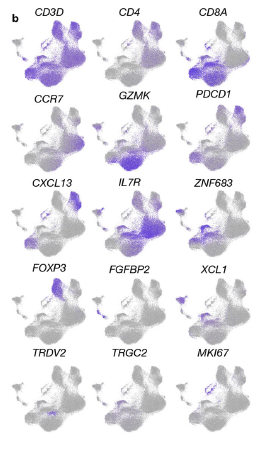 b
CD3D CD4 CD8A
CCR7 GZMK PDCD1
CXCL13 IL7R ZNF683
FOXP3 FGFBP2 XCL1
TRDV2 TRGC2 MKI67